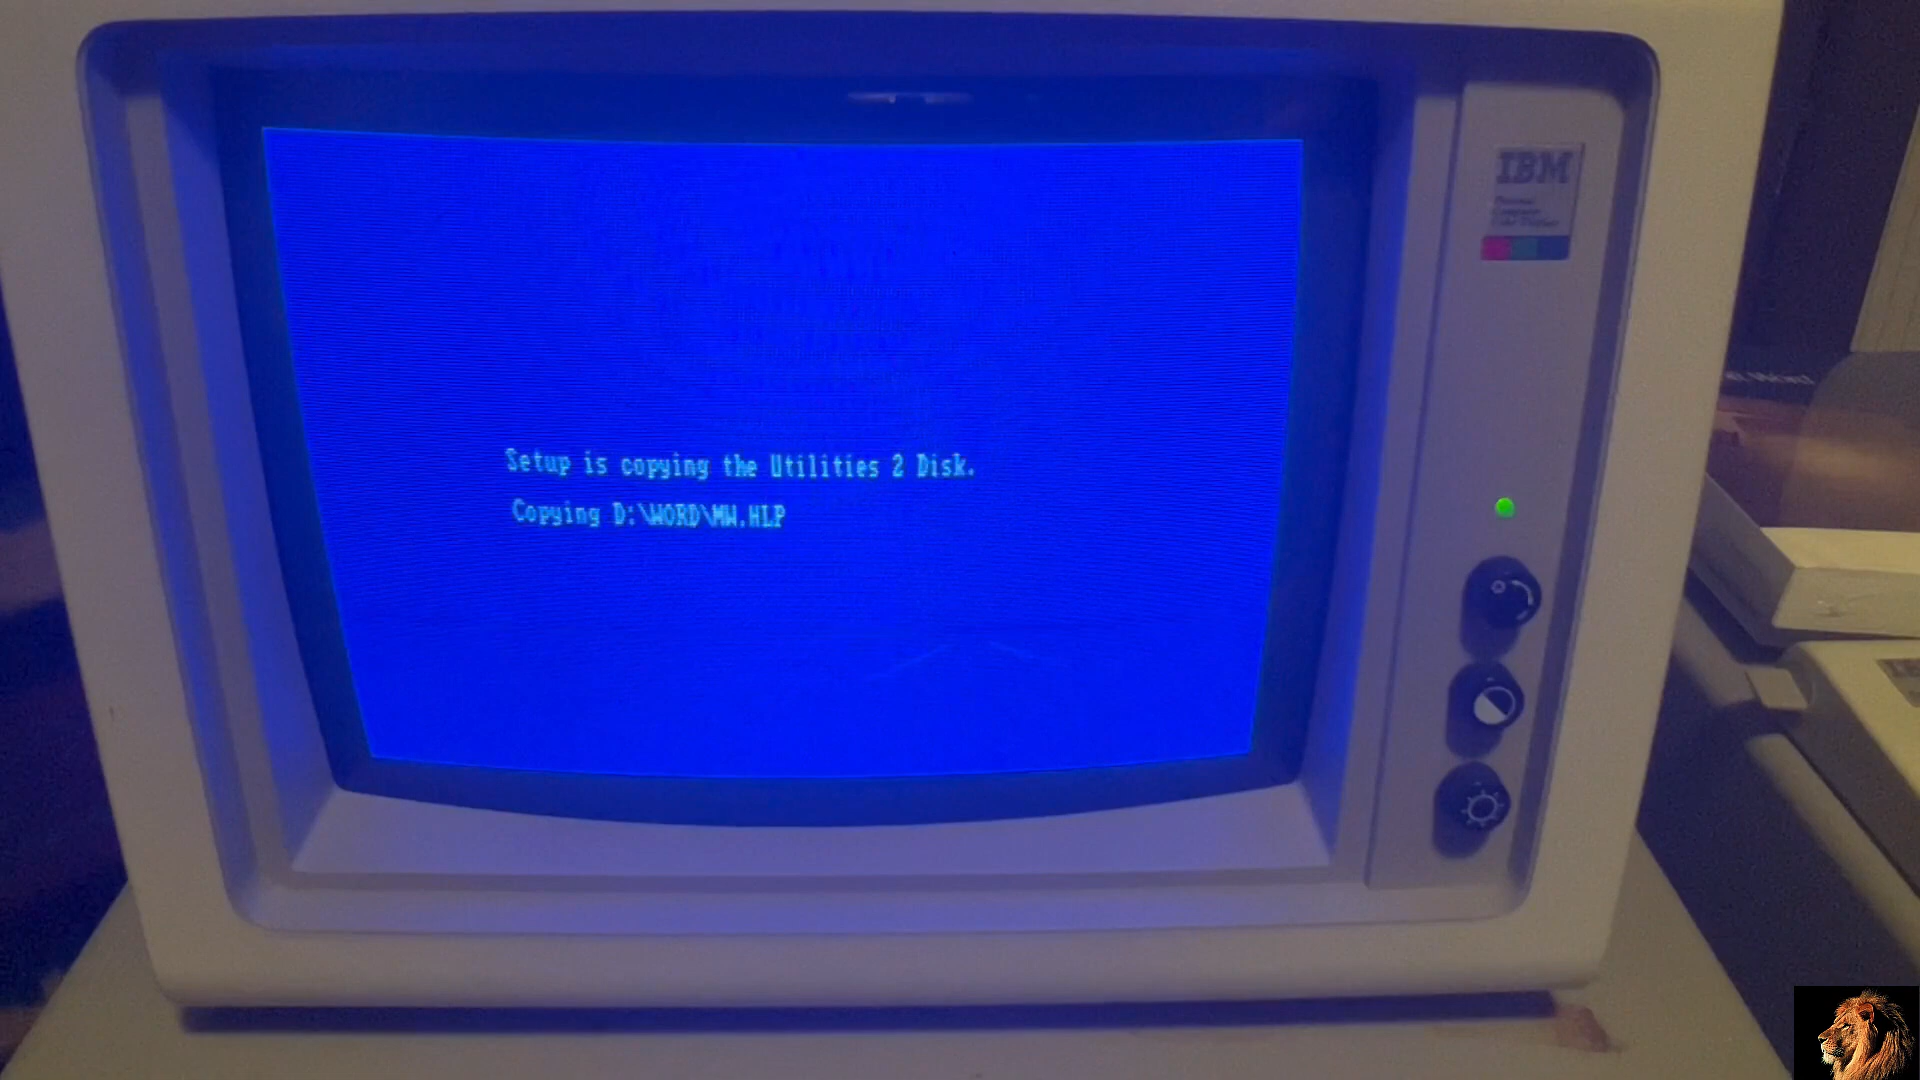 IBM
Setup is copying the Utilities 2 Disk.
Copying D:\WORD\MW.HLP